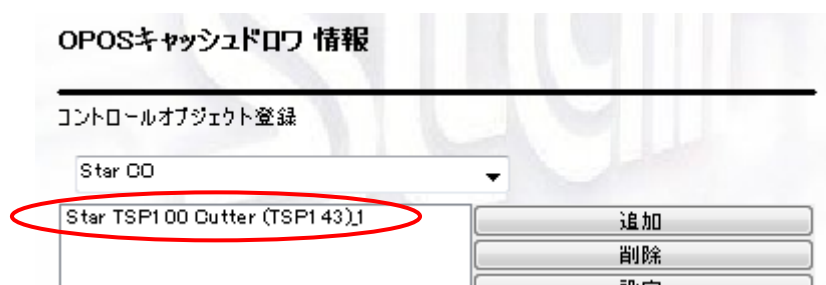 OPOSキャッシュドロワ 情報
コントロールオブジェクト登録
Star CO
Star TSP100 Cutter (TSP143)_1
追加
削除
設定